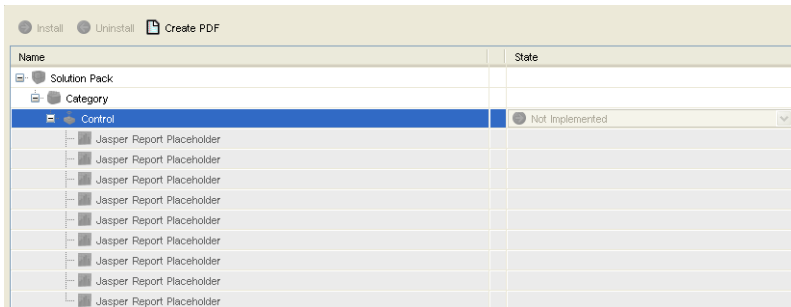 Install Uninstall Create PDF
Name State
Solution Pack
Category
Control Not Implemented
Jasper Report Placeholder
Jasper Report Placeholder
Jasper Report Placeholder
Jasper Report Placeholder
Jasper Report Placeholder
Jasper Report Placeholder
Jasper Report Placeholder
Jasper Report Placeholder
Jasper Report Placeholder